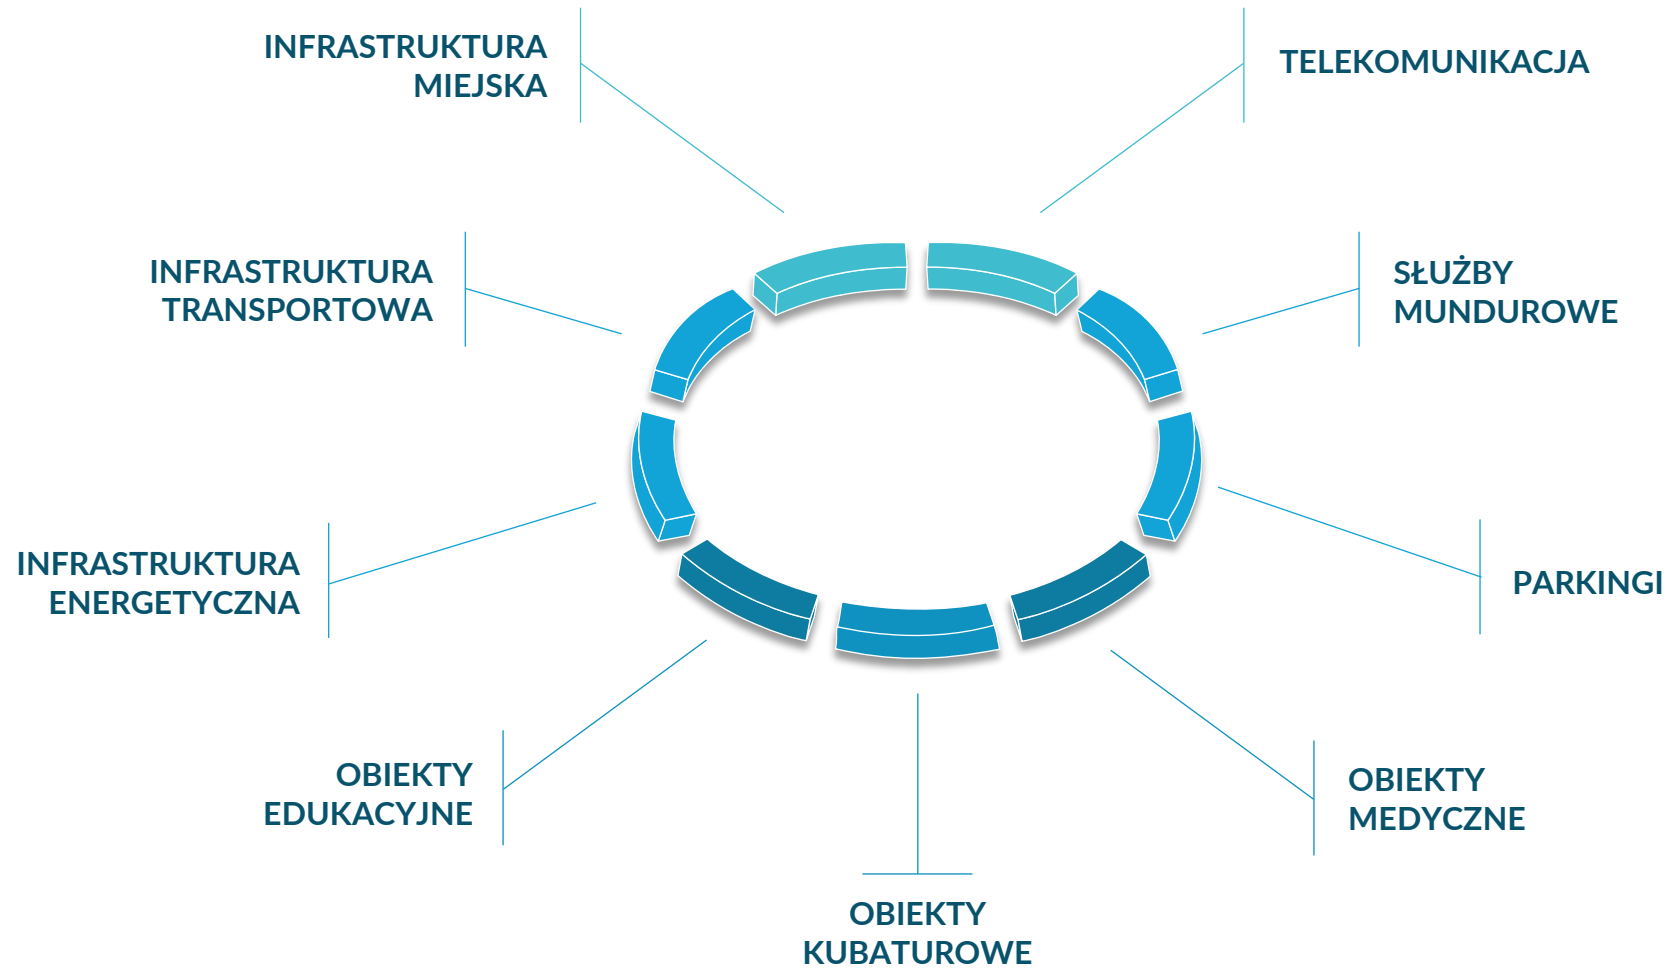 INFRASTRUKTURA
MIEJSKA
TELEKOMUNIKACJA
INFRASTRUKTURA
TRANSPORTOWA
SŁUŻBY
MUNDUROWE
INFRASTRUKTURA
ENERGETYCZNA
PARKINGI
OBIEKTY
EDUKACYJNE
OBIEKTY
MEDYCZNE
OBIEKTY
KUBATUROWE